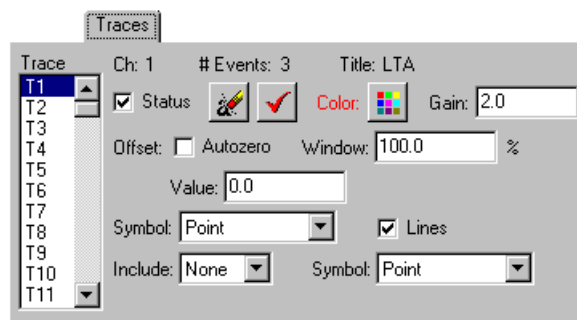 Traces
Trace
T1
T2
T3
T4
T5
T6
T7
T8
T9
T10
T11
Ch: 1 # Events: 3 Title: LTA
Status Color: Gain: 2.0
Offset: Autozero Window: 100.0 %
Value: 0.0
Symbol: Point Lines
Include: None Symbol: Point